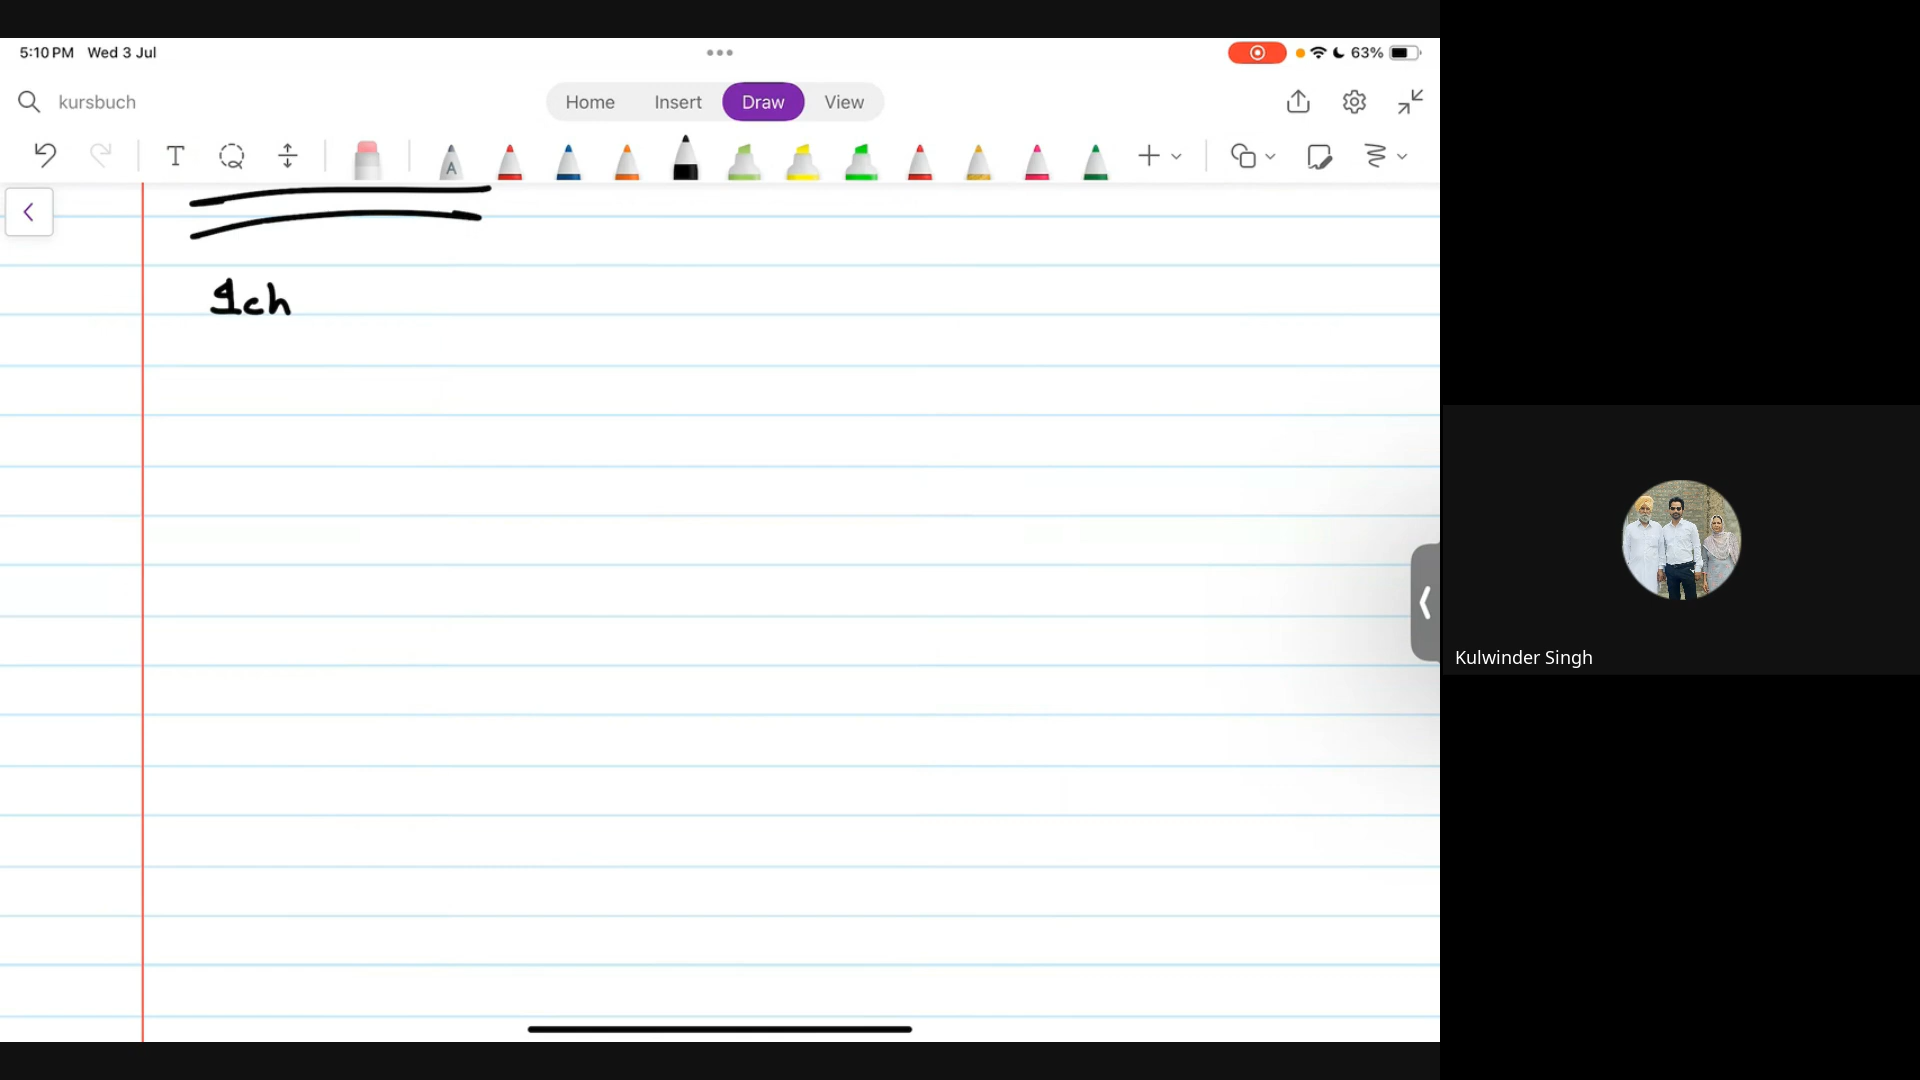 5:10 PM Wed 3 Jul
63%
kursbuch
Home Insert Draw View
T
A
Ich
Kulwinder Singh